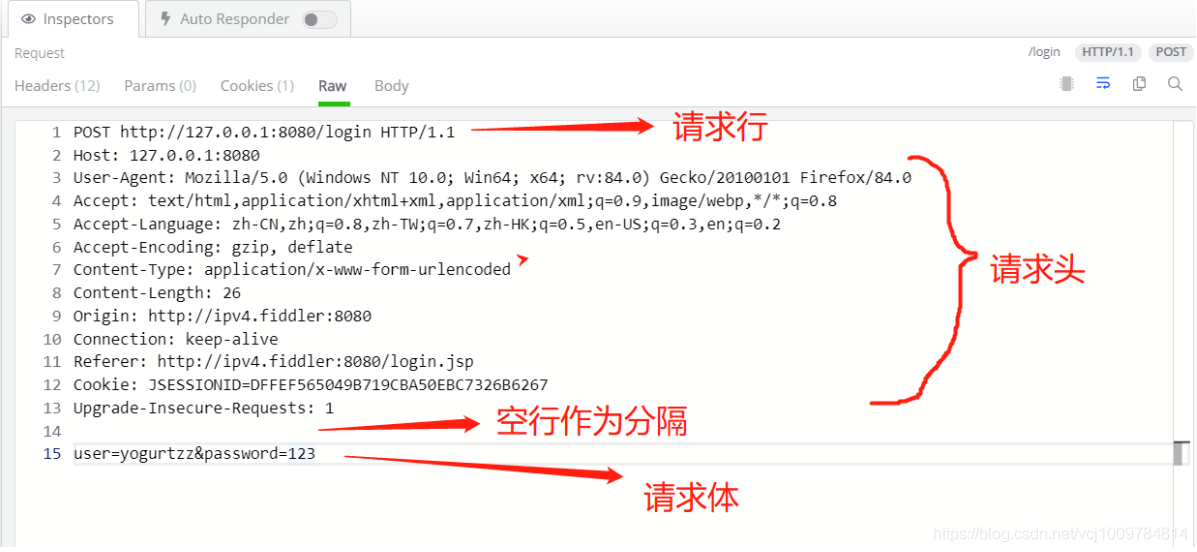 Inspectors Auto Responder
Request /login HTTP/1.1 POST
Headers (12) Params (0) Cookies (1) Raw Body
1 POST http://127.0.0.1:8080/login HTTP/1.1 请求行
2 Host: 127.0.0.1:8080
3 User-Agent: Mozilla/5.0 (Windows NT 10.0; Win64; x64; rv:84.0) Gecko/20100101 Firefox/84.0
4 Accept: text/html,application/xhtml+xml,application/xml;q=0.9,image/webp,*/*;q=0.8
5 Accept-Language: zh-CN,zh;q=0.8,zh-TW;q=0.7,zh-HK;q=0.5,en-US;q=0.3,en;q=0.2
6 Accept-Encoding: gzip, deflate
7 Content-Type: application/x-www-form-urlencoded 请求头
8 Content-Length: 26
9 Origin: http://ipv4.fiddler:8080
10 Connection: keep-alive
11 Referer: http://ipv4.fiddler:8080/login.jsp
12 Cookie: JSESSIONID=DFFEF565049B719CBA50EBC7326B6267
13 Upgrade-Insecure-Requests: 1
14 空行作为分隔
15 user=yogurtzz&password=123
请求体
https://blog.csdn.net/vcj1009784814